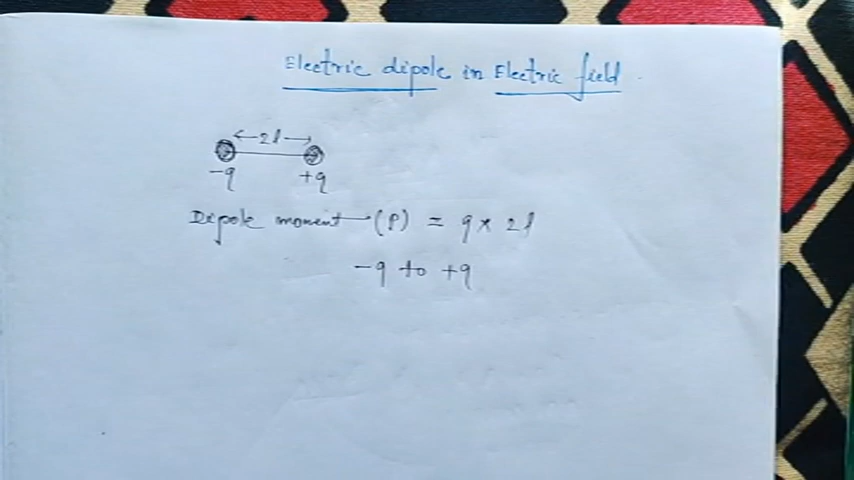 Electric dipole in Electric field.
←2l→
-q +q
Dipole moment → (P) = q × 2l
-q to +q